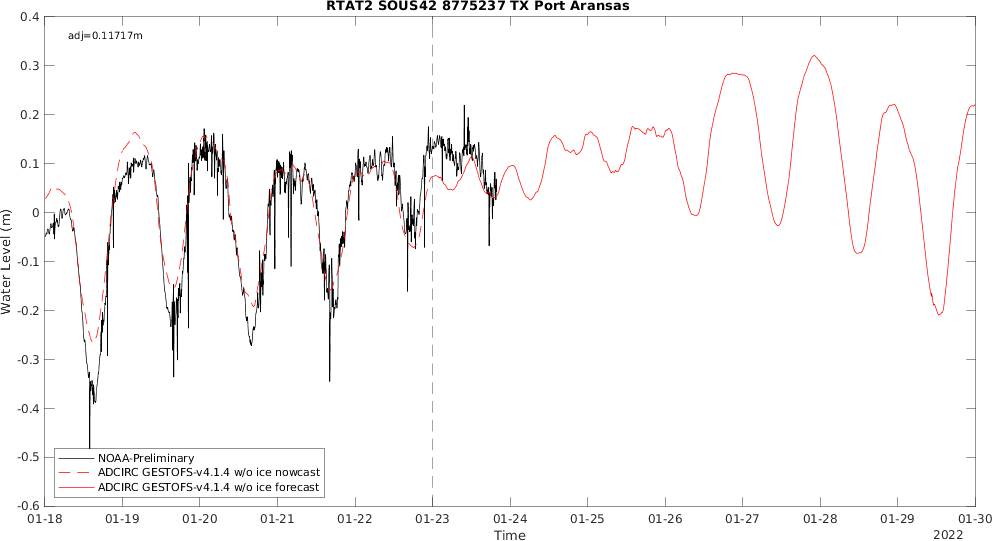 RTAT2 SOUS42 8775237 TX Port Aransas
adj=0.11717m
0.4
0.3
0.2
0.1
0
-0.1
-0.2
-0.3
-0.4
-0.5
-0.6
Water Level (m)
NOAA-Preliminary
ADCIRC GESTOFS-v4.1.4 w/o ice nowcast
ADCIRC GESTOFS-v4.1.4 w/o ice forecast
01-18 01-19 01-20 01-21 01-22 01-23 01-24 01-25 01-26 01-27 01-28 01-29 01-30
Time
2022